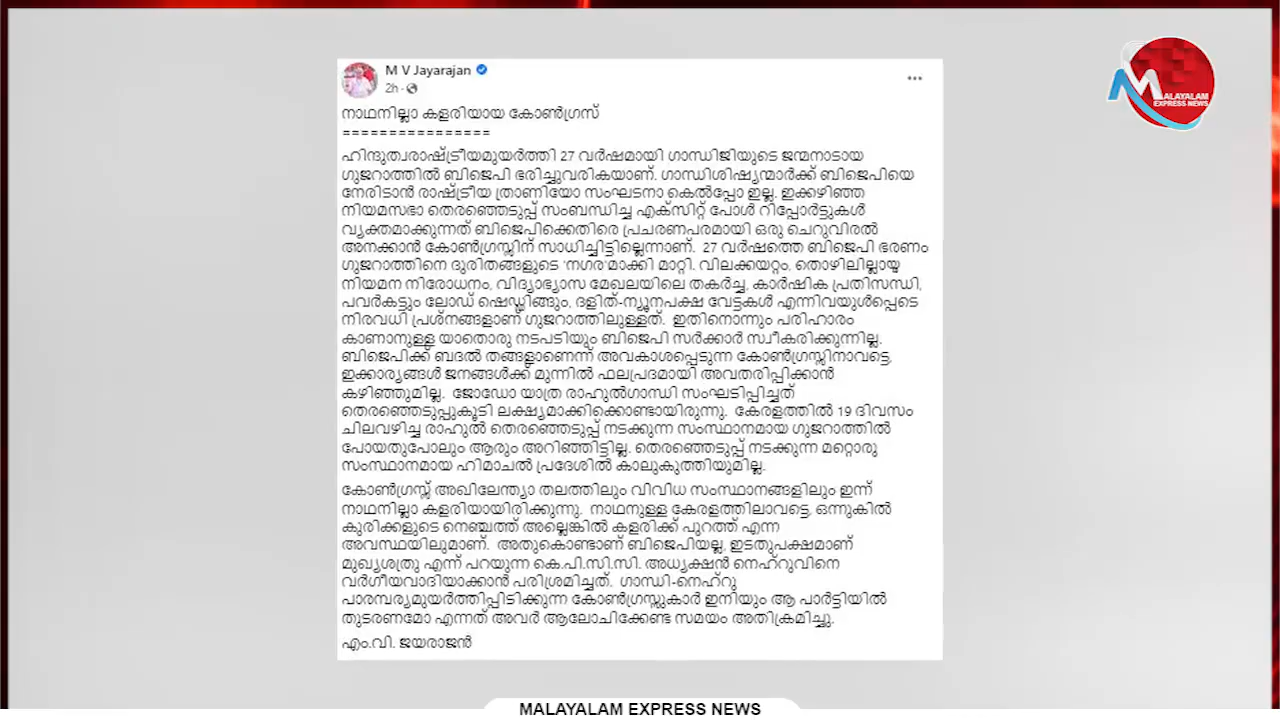 M V Jayarajan
2h ·
നാഥനില്ലാ കളരിയായ കോൺഗ്രസ്
================
ഹിന്ദുത്വരാഷ്ട്രീയമുയർത്തി 27 വർഷമായി ഗാന്ധിജിയുടെ ജന്മനാടായ
ഗുജറാത്തിൽ ബിജെപി ഭരിച്ചുവരികയാണ്. ഗാന്ധിശിഷ്യന്മാർക്ക് ബിജെപിയെ
നേരിടാൻ രാഷ്ട്രീയ ത്രാണിയോ സംഘടനാ കെൽപ്പോ ഇല്ല. ഇക്കഴിഞ്ഞ
നിയമസഭാ തെരഞ്ഞെടുപ്പ് സംബന്ധിച്ച എക്സിറ്റ് പോൾ റിപ്പോർട്ടുകൾ
വ്യക്തമാക്കുന്നത് ബിജെപിക്കെതിരെ പ്രചരണപരമായി ഒരു ചെറുവിരൽ
അനക്കാൻ കോൺഗ്രസ്സിന് സാധിച്ചിട്ടില്ലെന്നാണ്. 27 വർഷത്തെ ബിജെപി ഭരണം
ഗുജറാത്തിനെ ദുരിതങ്ങളുടെ 'നഗര'മാക്കി മാറ്റി. വിലക്കയറ്റം, തൊഴിലില്ലായ്മ
നിയമന നിരോധനം, വിദ്യാഭ്യാസ മേഖലയിലെ തകർച്ച, കാർഷിക പ്രതിസന്ധി,
പവർകട്ടും ലോഡ് ഷെഡ്ഡിങ്ങും, ദളിത്-ന്യൂനപക്ഷ വേട്ടകൾ എന്നിവയുൾപ്പെടെ
നിരവധി പ്രശ്നങ്ങളാണ് ഗുജറാത്തിലുള്ളത്. ഇതിനൊന്നും പരിഹാരം
കാണാനുള്ള യാതൊരു നടപടിയും ബിജെപി സർക്കാർ സ്വീകരിക്കുന്നില്ല.
ബിജെപിക്ക് ബദൽ തങ്ങളാണെന്ന് അവകാശപ്പെടുന്ന കോൺഗ്രസ്സിനാവട്ടെ,
ഇക്കാര്യങ്ങൾ ജനങ്ങൾക്ക് മുന്നിൽ ഫലപ്രദമായി അവതരിപ്പിക്കാൻ
കഴിഞ്ഞുമില്ല. ജോഡോ യാത്ര രാഹുൽഗാന്ധി സംഘടിപ്പിച്ചത്
തെരഞ്ഞെടുപ്പുകൂടി ലക്ഷ്യമാക്കിക്കൊണ്ടായിരുന്നു. കേരളത്തിൽ 19 ദിവസം
ചിലവഴിച്ച രാഹുൽ തെരഞ്ഞെടുപ്പ് നടക്കുന്ന സംസ്ഥാനമായ ഗുജറാത്തിൽ
പോയതുപോലും ആരും അറിഞ്ഞിട്ടില്ല. തെരഞ്ഞെടുപ്പ് നടക്കുന്ന മറ്റൊരു
സംസ്ഥാനമായ ഹിമാചൽ പ്രദേശിൽ കാലുകുത്തിയുമില്ല.
കോൺഗ്രസ്സ് അഖിലേന്ത്യാ തലത്തിലും വിവിധ സംസ്ഥാനങ്ങളിലും ഇന്ന്
നാഥനില്ലാ കളരിയായിരിക്കുന്നു. നാഥനുള്ള കേരളത്തിലാവട്ടെ, ഒന്നുകിൽ
കുരിക്കളുടെ നെഞ്ചത്ത് അല്ലെങ്കിൽ കളരിക്ക് പുറത്ത് എന്ന
അവസ്ഥയിലുമാണ്. അതുകൊണ്ടാണ് ബിജെപിയല്ല, ഇടതുപക്ഷമാണ്
മുഖ്യശത്രു എന്ന് പറയുന്ന കെ.പി.സി.സി. അധ്യക്ഷൻ നെഹ്റുവിനെ
വർഗീയവാദിയാക്കാൻ പരിശ്രമിച്ചത്. ഗാന്ധി-നെഹ്റു
പാരമ്പര്യമുയർത്തിപ്പിടിക്കുന്ന കോൺഗ്രസ്സുകാർ ഇനിയും ആ പാർട്ടിയിൽ
തുടരണമോ എന്നത് അവർ ആലോചിക്കേണ്ട സമയം അതിക്രമിച്ചു.
എം.വി. ജയരാജൻ
MALAYALAM
EXPRESS NEWS
MALAYALAM EXPRESS NEWS